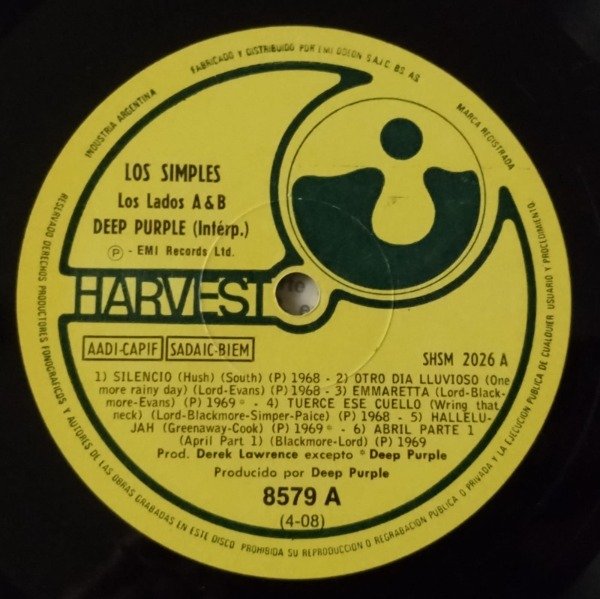 FABRICADO Y DISTRIBUIDO POR EMI ODEON S.A.I.C. BS. AS.
INDUSTRIA ARGENTINA
MARCA REGISTRADA
LOS SIMPLES
Los Lados A & B
DEEP PURPLE (Intérp.)
Ⓟ - EMI Records Ltd.
HARVEST
AADI-CAPIF SADAIC-BIEM
SHSM 2026 A
1) SILENCIO (Hush) (South) (P) 1968 - 2) OTRO DIA LLUVIOSO (One
more rainy day) (Lord-Evans) (P) 1968 - 3) EMMARETTA (Lord-Black-
more-Evans) (P) 1969* - 4) TUERCE ESE CUELLO (Wring that
neck) (Lord-Blackmore-Simper-Paice) (P) 1968 - 5) HALLELU-
JAH (Greenaway-Cook) (P) 1969* - 6) ABRIL PARTE 1
(April Part 1) (Blackmore-Lord) (P) 1969
Prod. Derek Lawrence excepto * Deep Purple
Producido por Deep Purple
8579 A
(4-08)
RESERVADO DERECHOS PRODUCTORES FONOGRAFICOS Y AUTORES DE LAS OBRAS GRABADAS EN ESTE DISCO PROHIBIDA SU REPRODUCCION O REGRABACION PUBLICA O PRIVADA Y LA EJECUCION PUBLICA DE CUALQUIER USUARIO Y PROCEDIMIENTO